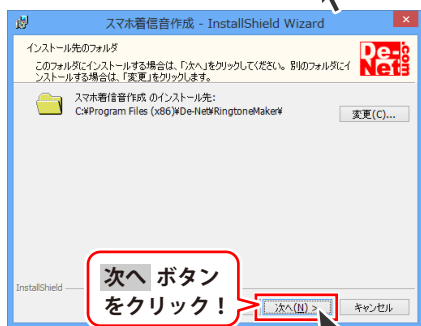 スマホ着信音作成 - InstallShield Wizard
インストール先のフォルダ
このフォルダにインストールする場合は、「次へ」をクリックしてください。別のフォルダにイ
ンストールする場合は、「変更」をクリックします。
De-Net.com
スマホ着信音作成 のインストール先:
C:¥Program Files (x86)¥De-Net¥RingtoneMaker¥
変更(C)...
次へ ボタン
をクリック！
InstallShield
次へ(N) >
キャンセル